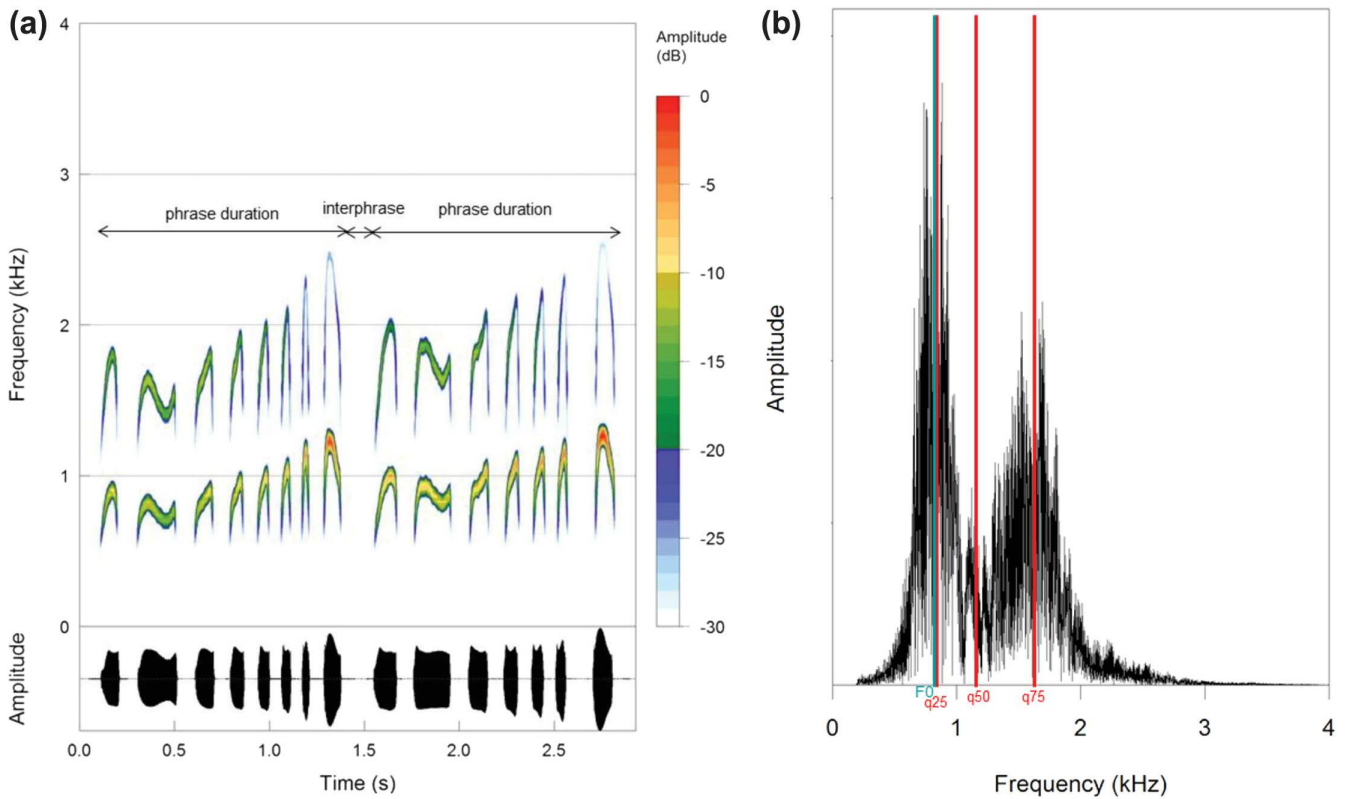 (a)
4
3
2
1
0
Frequency (kHz)
Amplitude
phrase duration
interphrase
phrase duration
0.0
0.5
1.0
1.5
2.0
2.5
Time (s)
Amplitude
(dB)
0
-5
-10
-15
-20
-25
-30
(b)
Amplitude
F0
q25
q50
q75
0
1
2
3
4
Frequency (kHz)